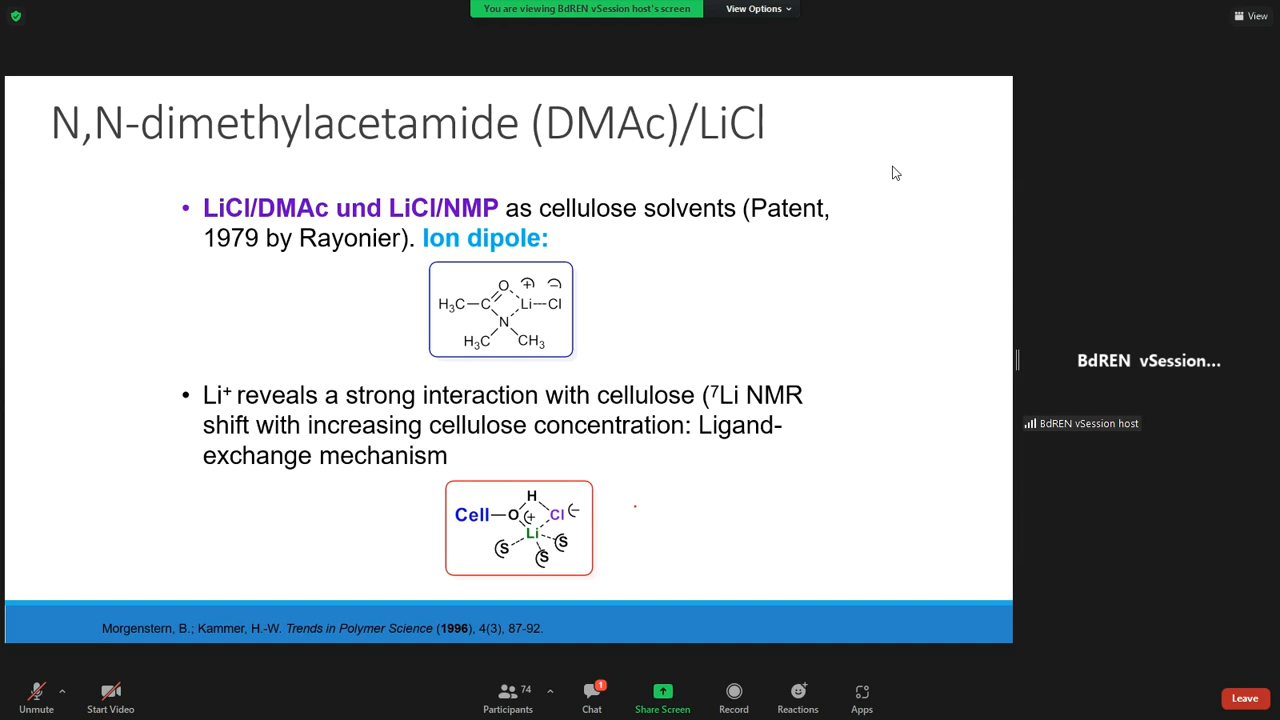 You are viewing BdREN vSession host's screen
View Options
View
N,N-dimethylacetamide (DMAc)/LiCl
• LiCl/DMAc und LiCl/NMP as cellulose solvents (Patent,
1979 by Rayonier). Ion dipole:
O + −
H₃C—C Li---Cl
N
H₃C CH₃
• Li⁺ reveals a strong interaction with cellulose (⁷Li NMR
shift with increasing cellulose concentration: Ligand-
exchange mechanism
H
Cell—O (+ Cl(−
Li
S S S
Morgenstern, B.; Kammer, H.-W. Trends in Polymer Science (1996), 4(3), 87-92.
BdREN vSession...
BdREN vSession host
Unmute
Start Video
Participants
74
Chat
1
Share Screen
Record
Reactions
Apps
Leave